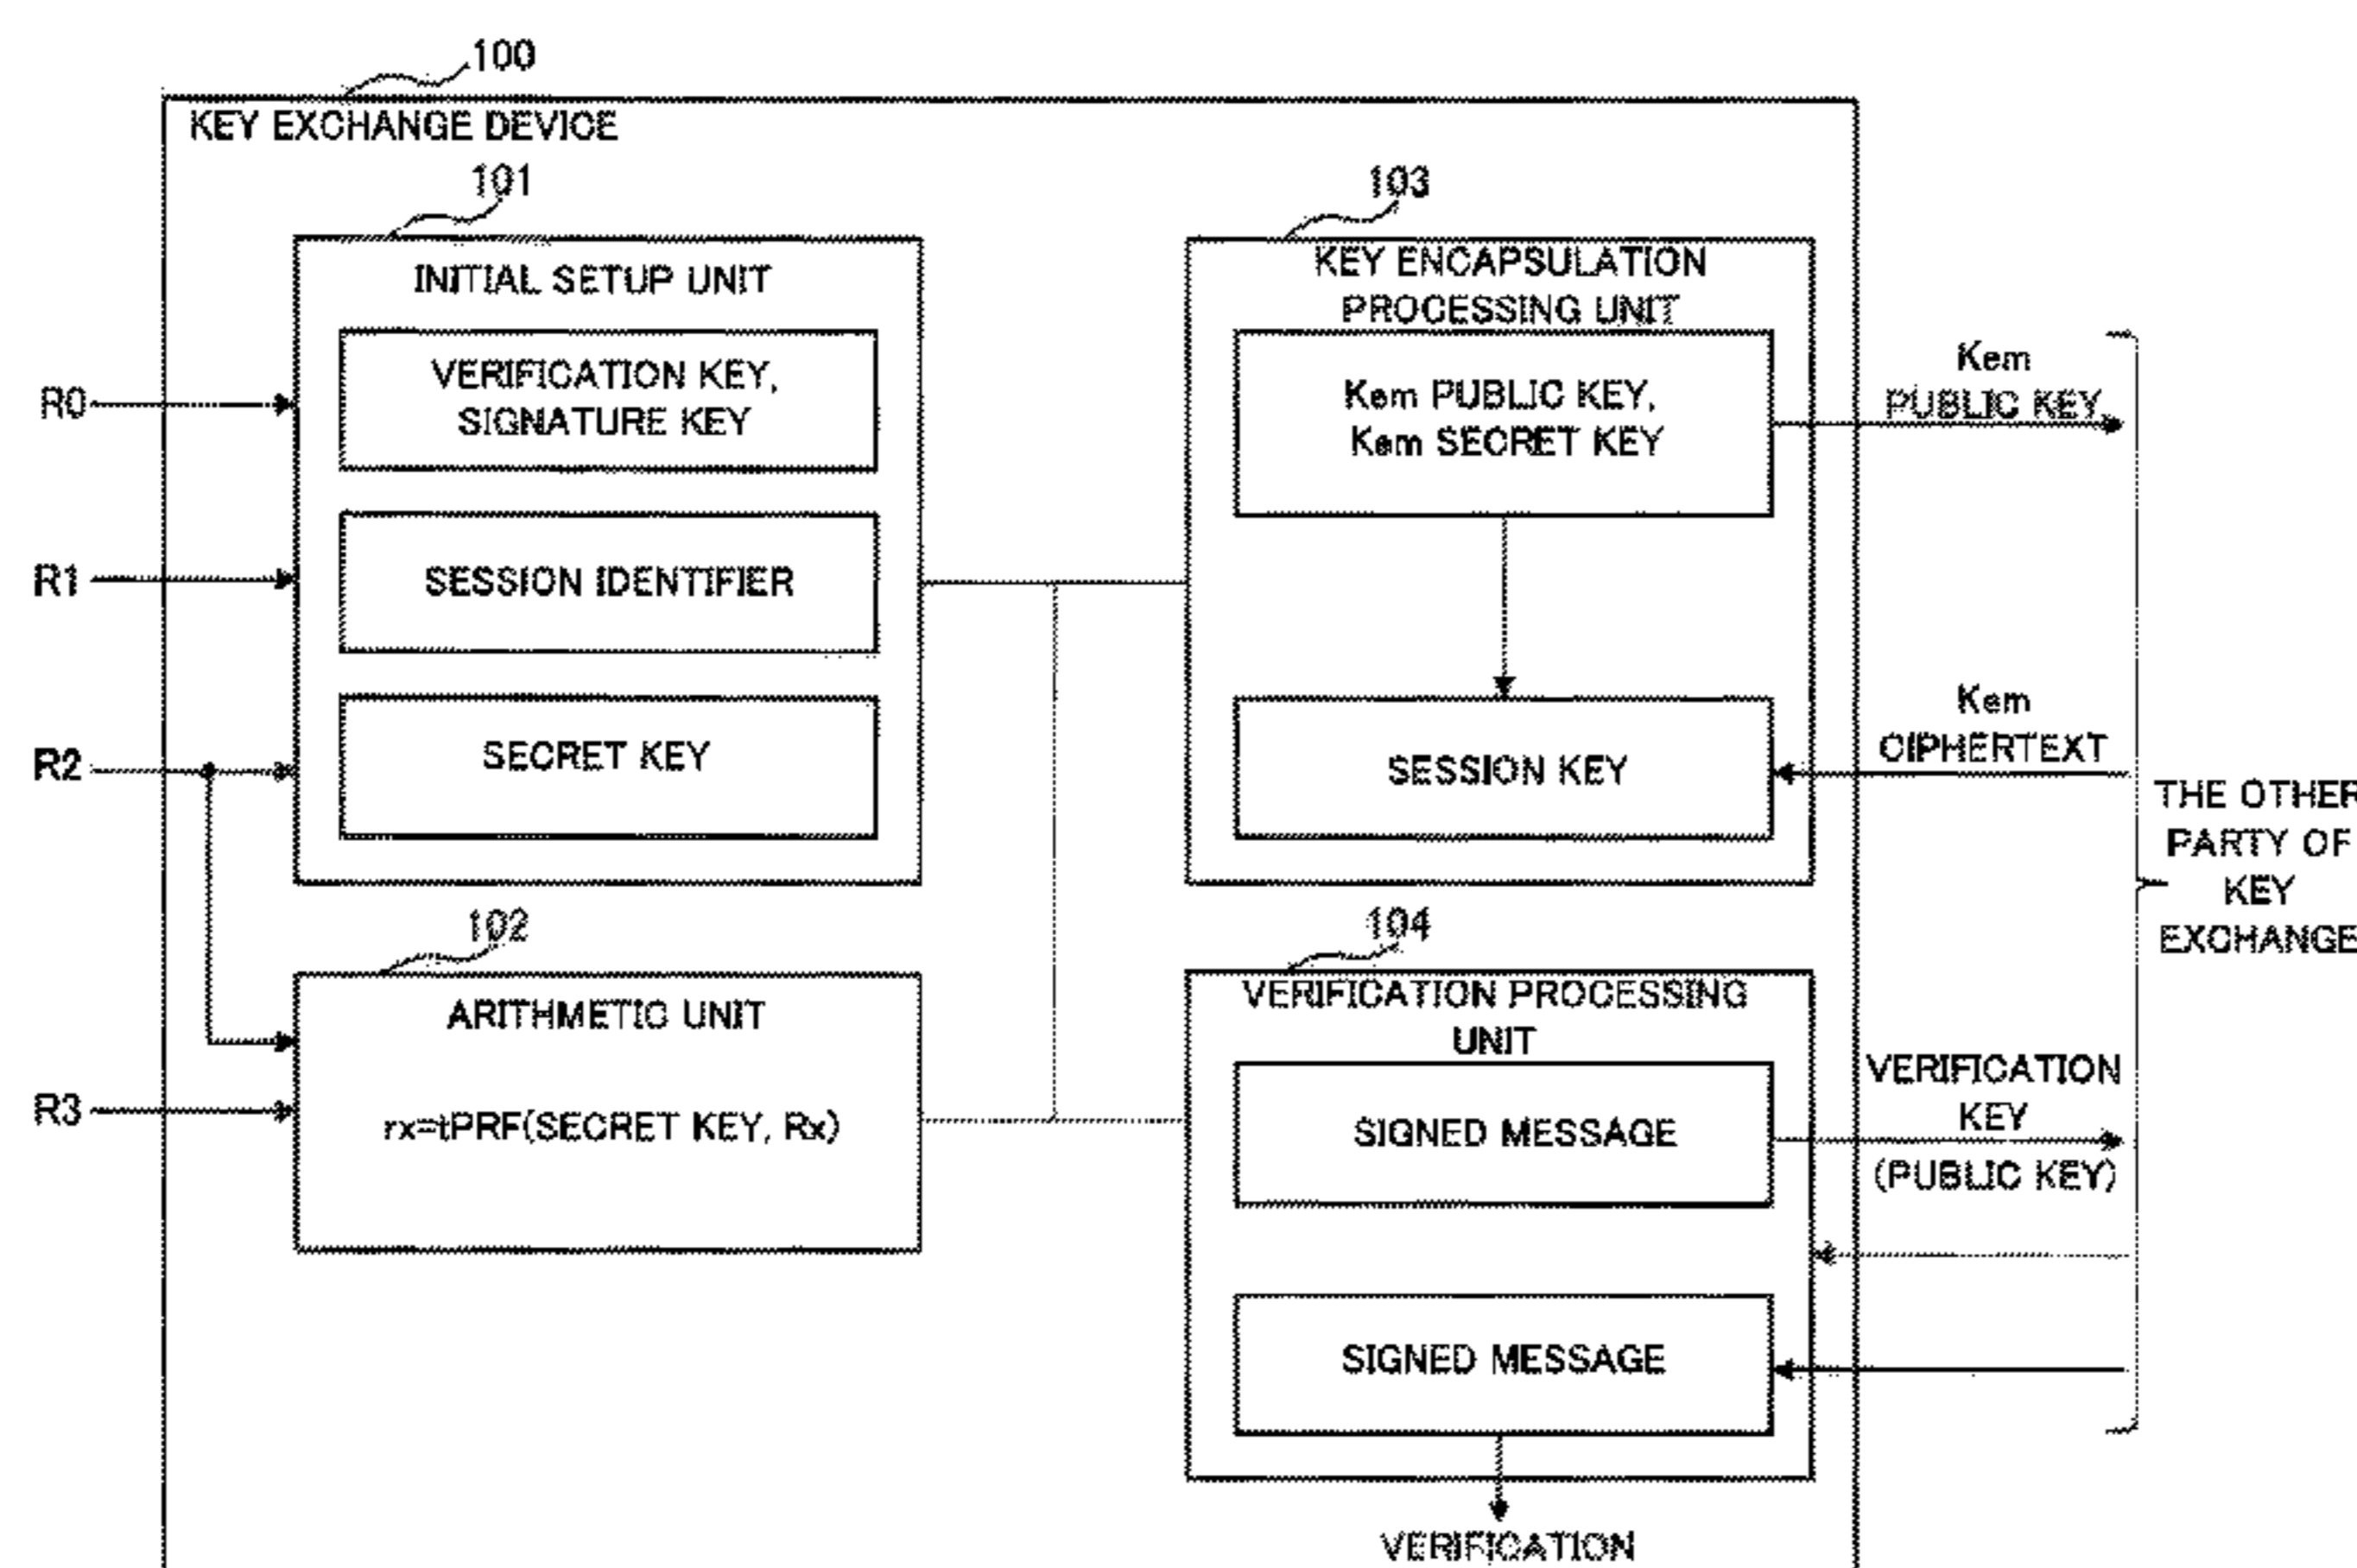 100
KEY EXCHANGE DEVICE
101
INITIAL SETUP UNIT
VERIFICATION KEY,
SIGNATURE KEY
SESSION IDENTIFIER
SECRET KEY
R0
R1
R2
R3
102
ARITHMETIC UNIT
rx=tPRF(SECRET KEY, Rx)
103
KEY ENCAPSULATION
PROCESSING UNIT
Kem PUBLIC KEY,
Kem SECRET KEY
SESSION KEY
104
VERIFICATION PROCESSING
UNIT
SIGNED MESSAGE
SIGNED MESSAGE
VERIFICATION
Kem
PUBLIC KEY
Kem
CIPHERTEXT
VERIFICATION
KEY
(PUBLIC KEY)
THE OTHER
PARTY OF
KEY
EXCHANGE